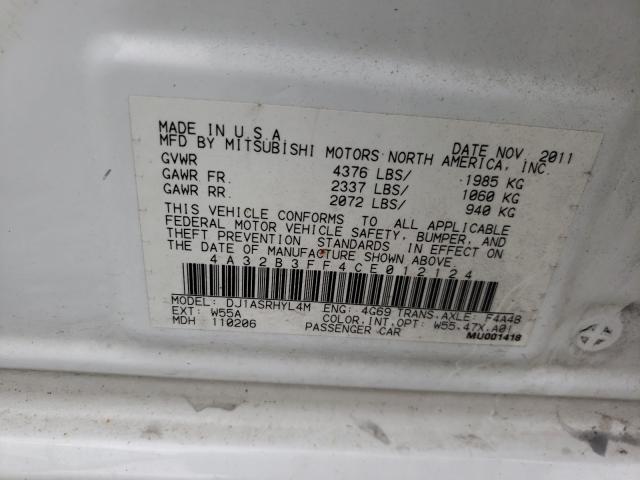 MADE IN U.S.A. DATE NOV. 2011
MFD BY MITSUBISHI MOTORS NORTH AMERICA, INC.
GVWR 4376 LBS/ 1985 KG
GAWR FR. 2337 LBS/ 1060 KG
GAWR RR. 2072 LBS/ 940 KG
THIS VEHICLE CONFORMS TO ALL APPLICABLE
FEDERAL MOTOR VEHICLE SAFETY, BUMPER, AND
THEFT PREVENTION STANDARDS IN EFFECT ON
THE DATE OF MANUFACTURE SHOWN ABOVE.
4A32B3FF4CE012124
MODEL: DJ1ASRHYL4M ENG: 4G69 TRANS.AXLE: F4A4B
EXT: W55A COLOR,INT,OPT: W55.47X.A01
MDH 110206 PASSENGER CAR MU001418